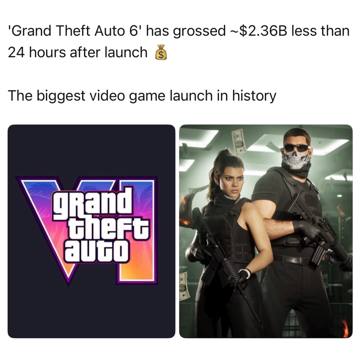 'Grand Theft Auto 6' has grossed ~$2.36B less than
24 hours after launch 💰
The biggest video game launch in history
VI
grand
theft
auto